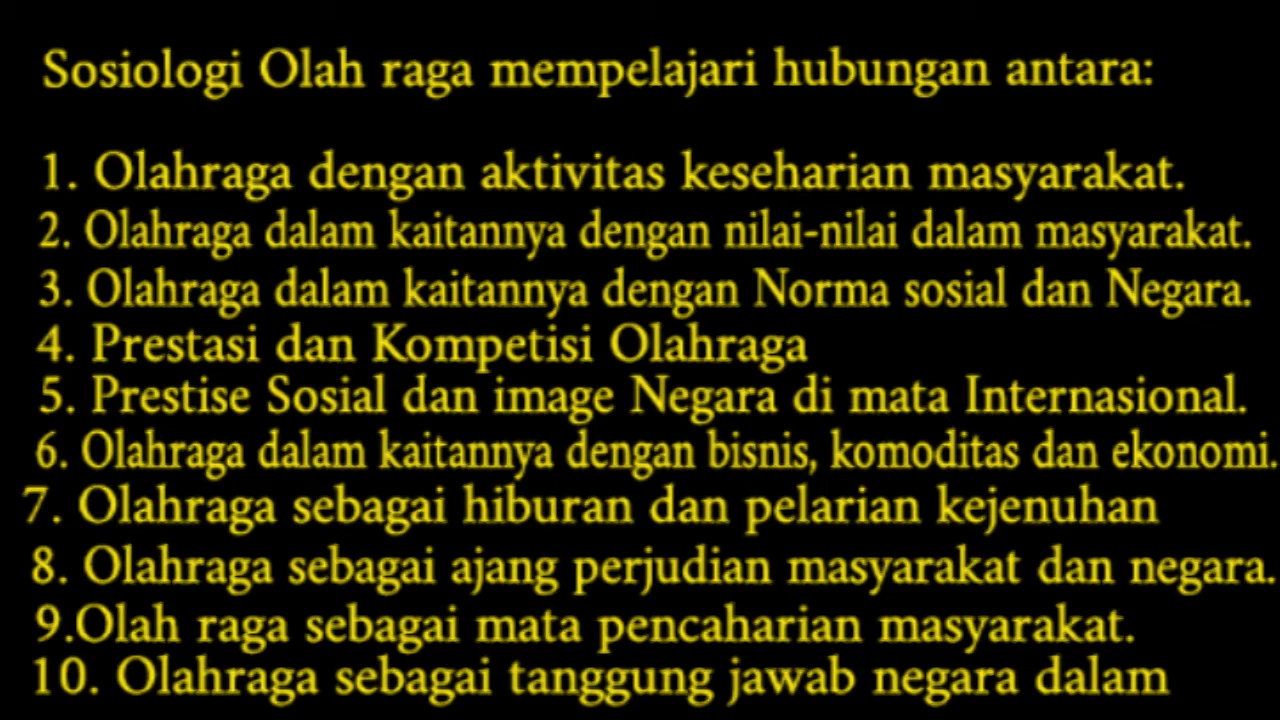 Sosiologi Olah raga mempelajari hubungan antara:
1. Olahraga dengan aktivitas keseharian masyarakat.
2. Olahraga dalam kaitannya dengan nilai-nilai dalam masyarakat.
3. Olahraga dalam kaitannya dengan Norma sosial dan Negara.
4. Prestasi dan Kompetisi Olahraga
5. Prestise Sosial dan image Negara di mata Internasional.
6. Olahraga dalam kaitannya dengan bisnis, komoditas dan ekonomi.
7. Olahraga sebagai hiburan dan pelarian kejenuhan
8. Olahraga sebagai ajang perjudian masyarakat dan negara.
9.Olah raga sebagai mata pencaharian masyarakat.
10. Olahraga sebagai tanggung jawab negara dalam